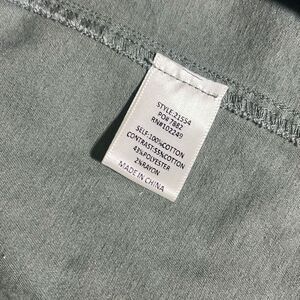 STYLE:21554
PO#:7882
RN#102249
SELF:100%COTTON
CONTRAST:55%COTTON
43%POLYESTER
2%RAYON
MADE IN CHINA